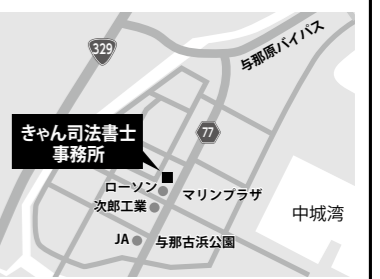 329
与那原バイパス
77
きゃん司法書士
事務所
ローソン
マリンプラザ
次郎工業
中城湾
JA
与那古浜公園